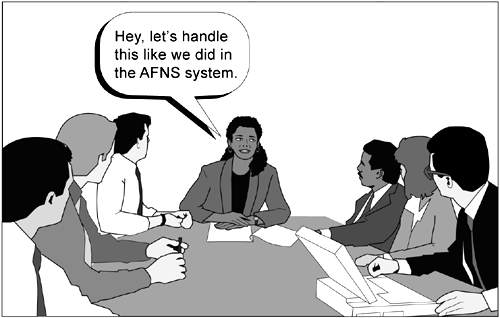 Hey, let's handle
this like we did in
the AFNS system.